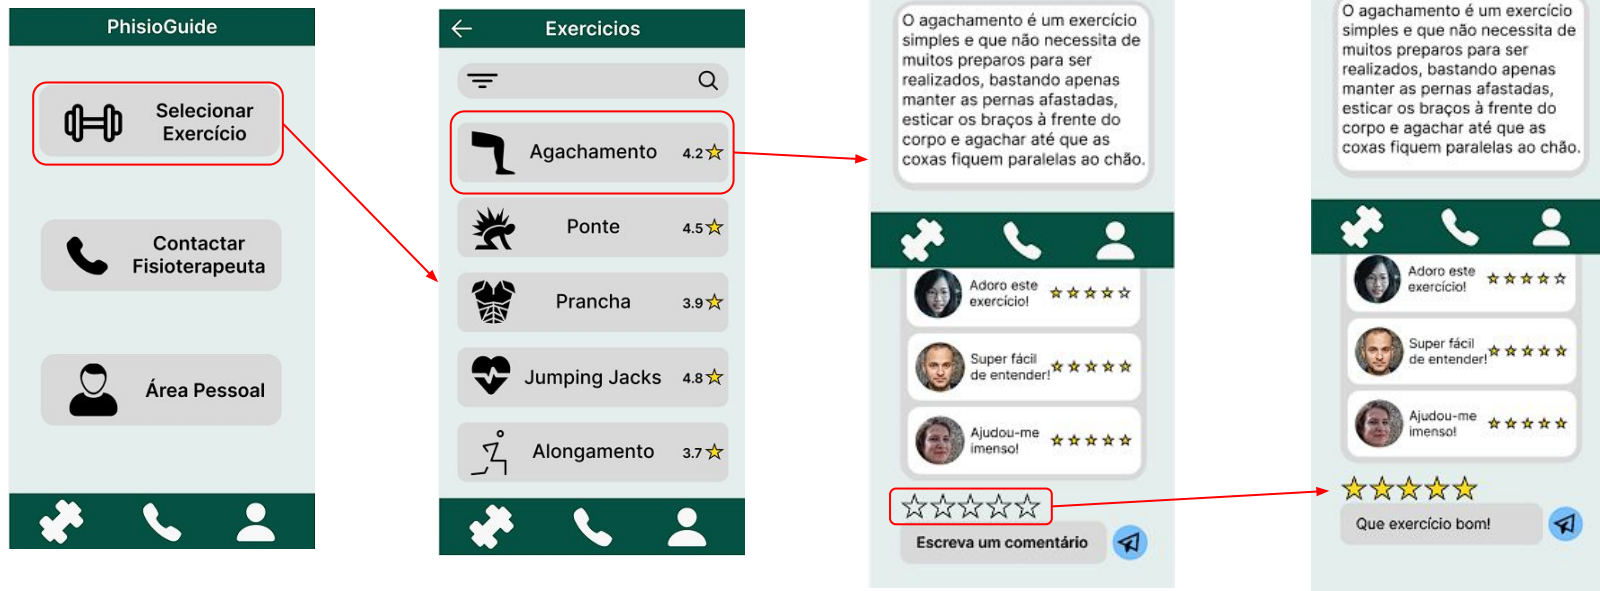 PhisioGuide
Selecionar
Exercício
Contactar
Fisioterapeuta
Área Pessoal
Exercicios
Agachamento 4.2
Ponte 4.5
Prancha 3.9
Jumping Jacks 4.8
Alongamento 3.7
O agachamento é um exercício
simples e que não necessita de
muitos preparos para ser
realizados, bastando apenas
manter as pernas afastadas,
esticar os braços à frente do
corpo e agachar até que as
coxas fiquem paralelas ao chão.
Adoro este
exercício!
Super fácil
de entender!
Ajudou-me
imenso!
Escreva um comentário
O agachamento é um exercício
simples e que não necessita de
muitos preparos para ser
realizados, bastando apenas
manter as pernas afastadas,
esticar os braços à frente do
corpo e agachar até que as
coxas fiquem paralelas ao chão.
Adoro este
exercício!
Super fácil
de entender!
Ajudou-me
imenso!
Que exercício bom!